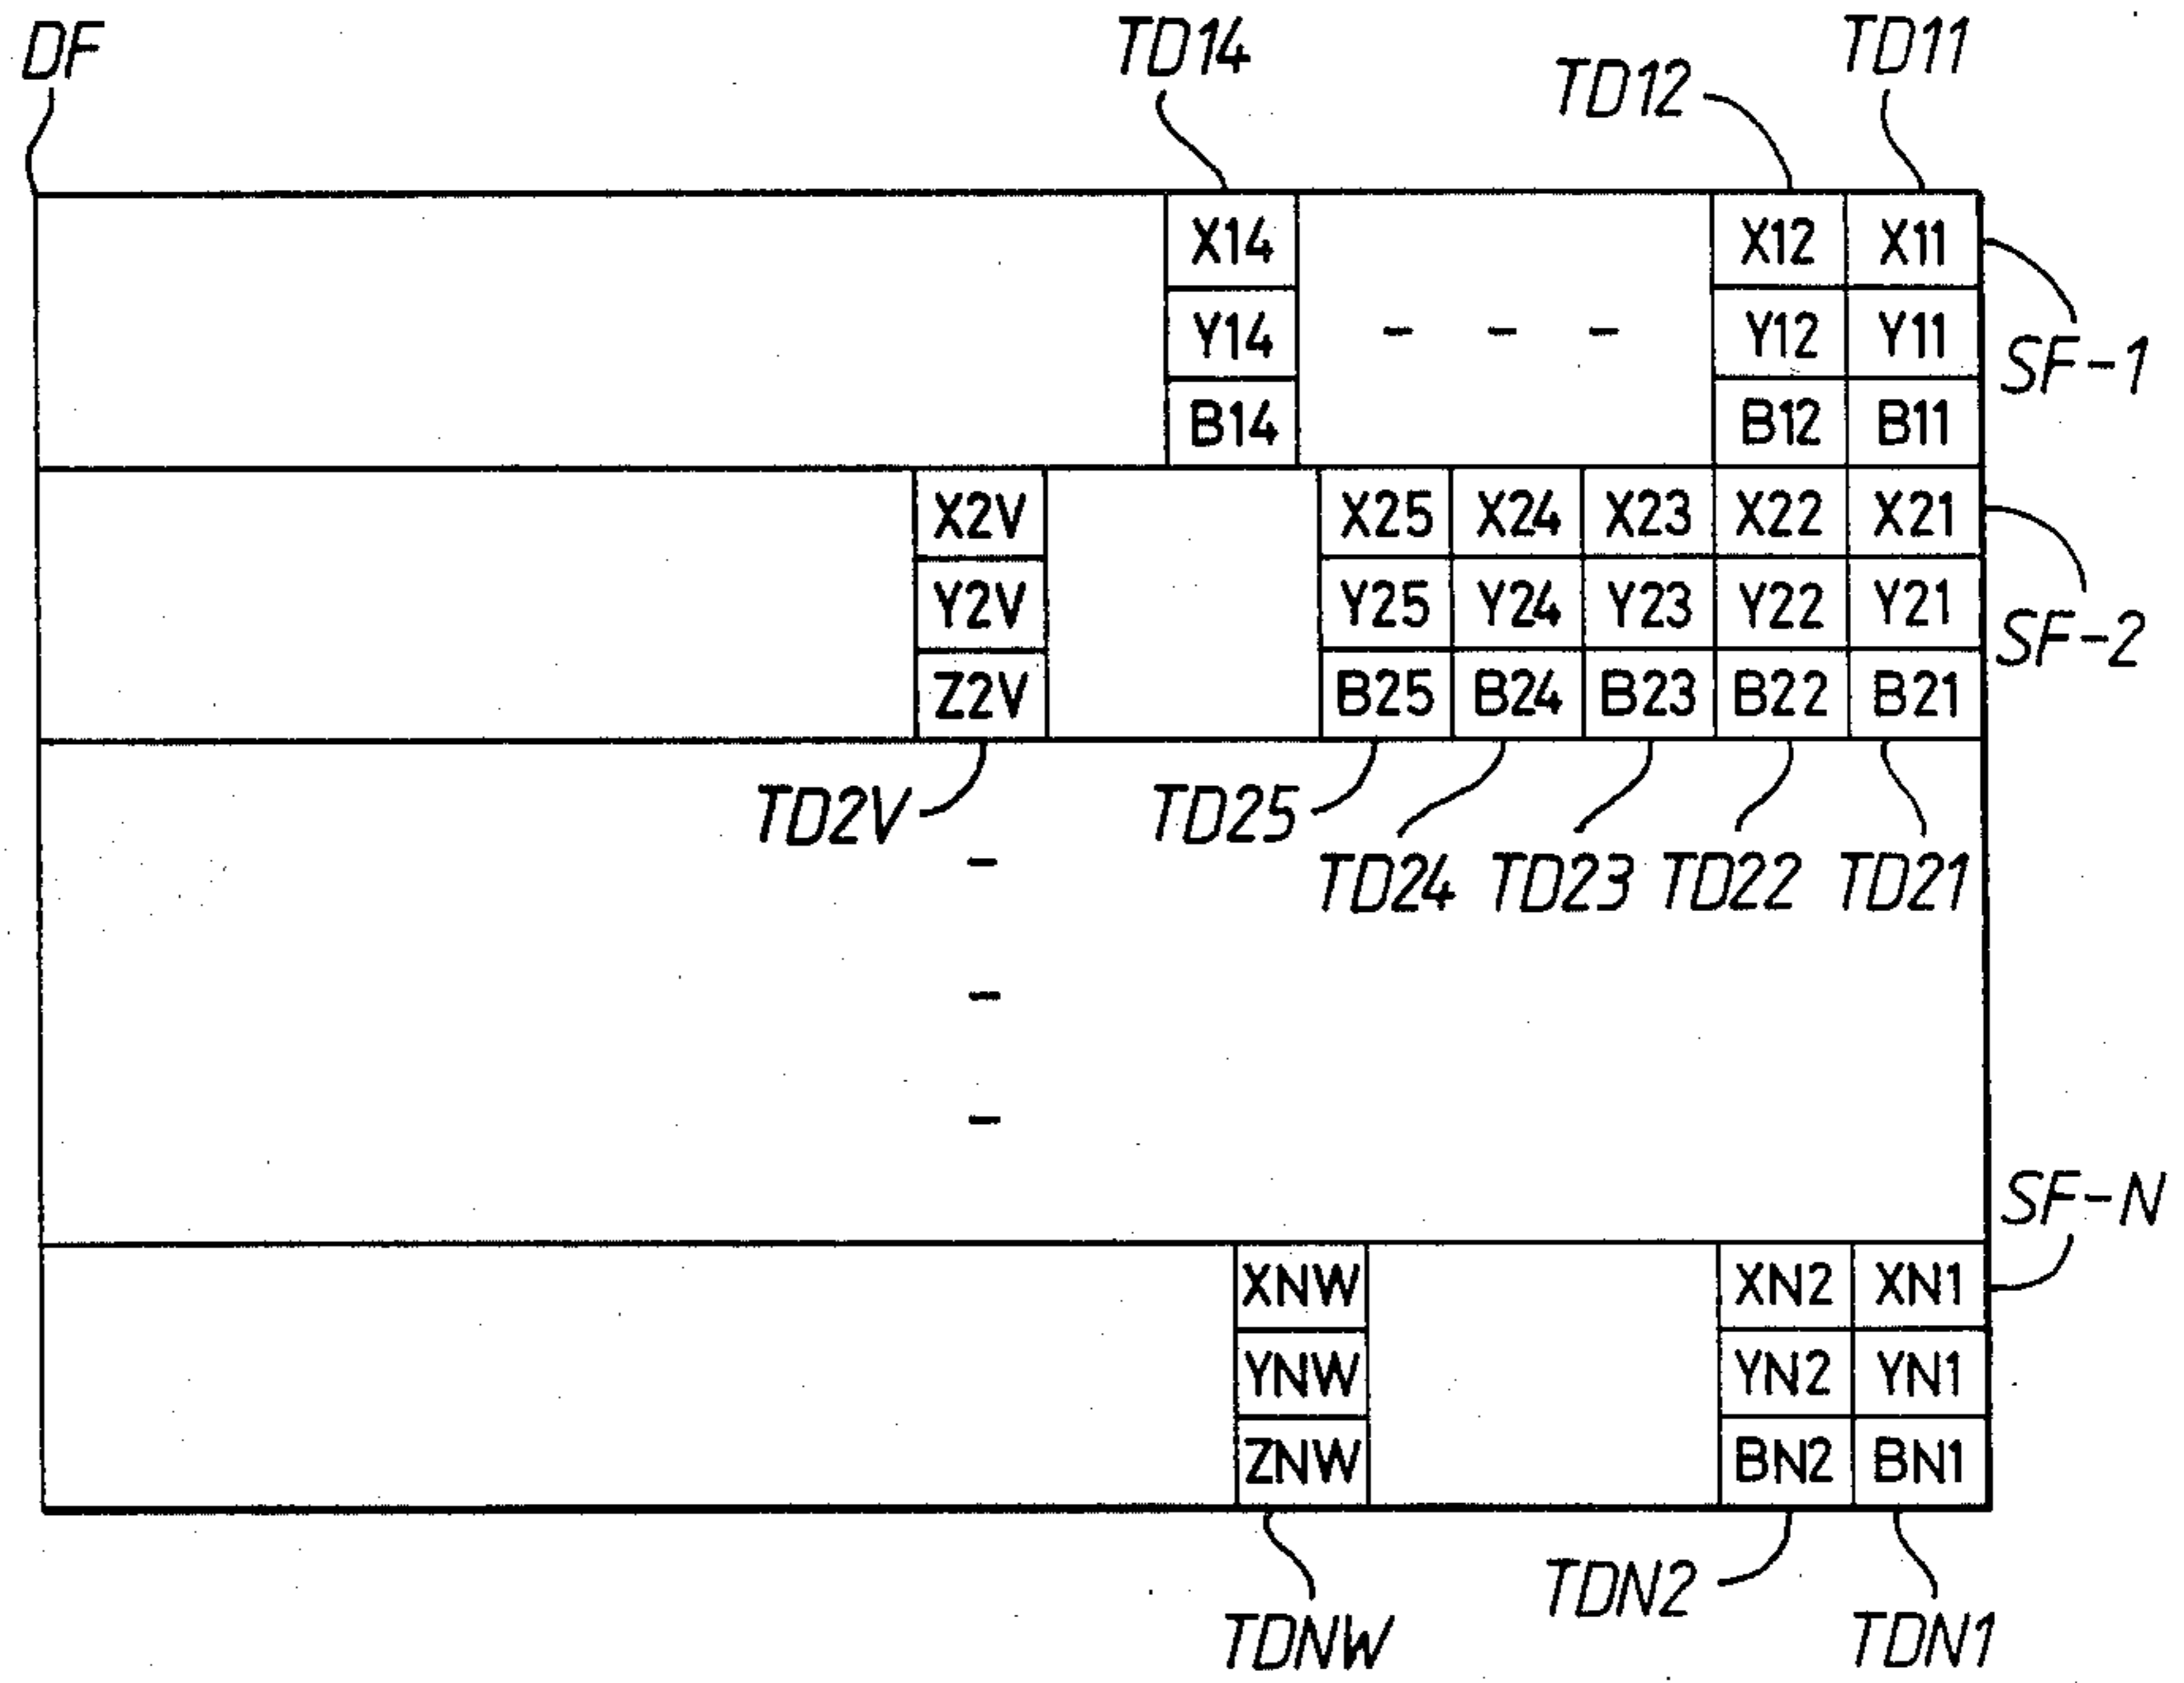 DF TD14 TD12 TD11
X14 X12 X11
Y14 - - - Y12 Y11
SF-1
B14 B12 B11
X2V X25 X24 X23 X22 X21
Y2V Y25 Y24 Y23 Y22 Y21
SF-2
Z2V B25 B24 B23 B22 B21
TD2V TD25
TD24 TD23 TD22 TD21
-
-
-
SF-N
XNW XN2 XN1
YNW YN2 YN1
ZNW BN2 BN1
TDNW TDN2 TDN1